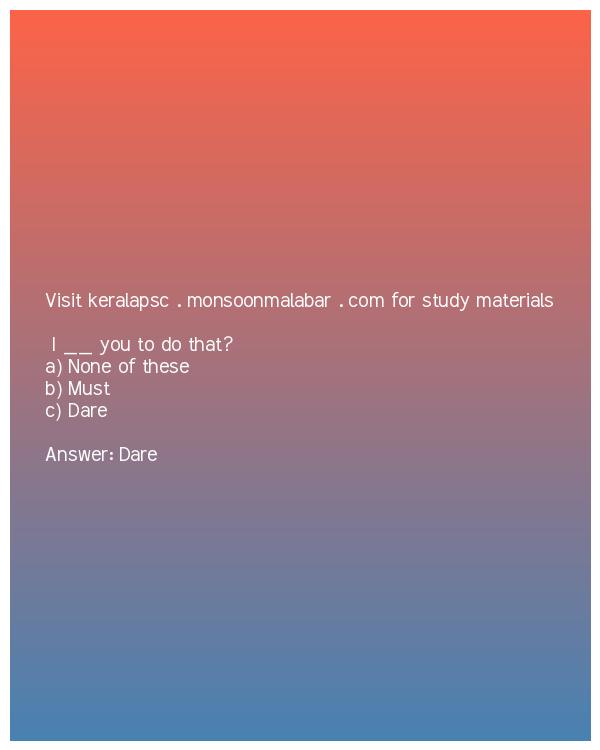 Visit keralapsc . monsoonmalabar . com for study materials
I __ you to do that?
a) None of these
b) Must
c) Dare
Answer: Dare